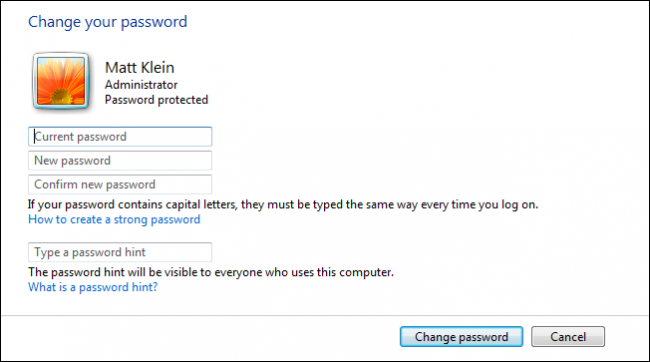 Change your password
Matt Klein
Administrator
Password protected
Current password
New password
Confirm new password
If your password contains capital letters, they must be typed the same way every time you log on.
How to create a strong password
Type a password hint
The password hint will be visible to everyone who uses this computer.
What is a password hint?
Change password
Cancel